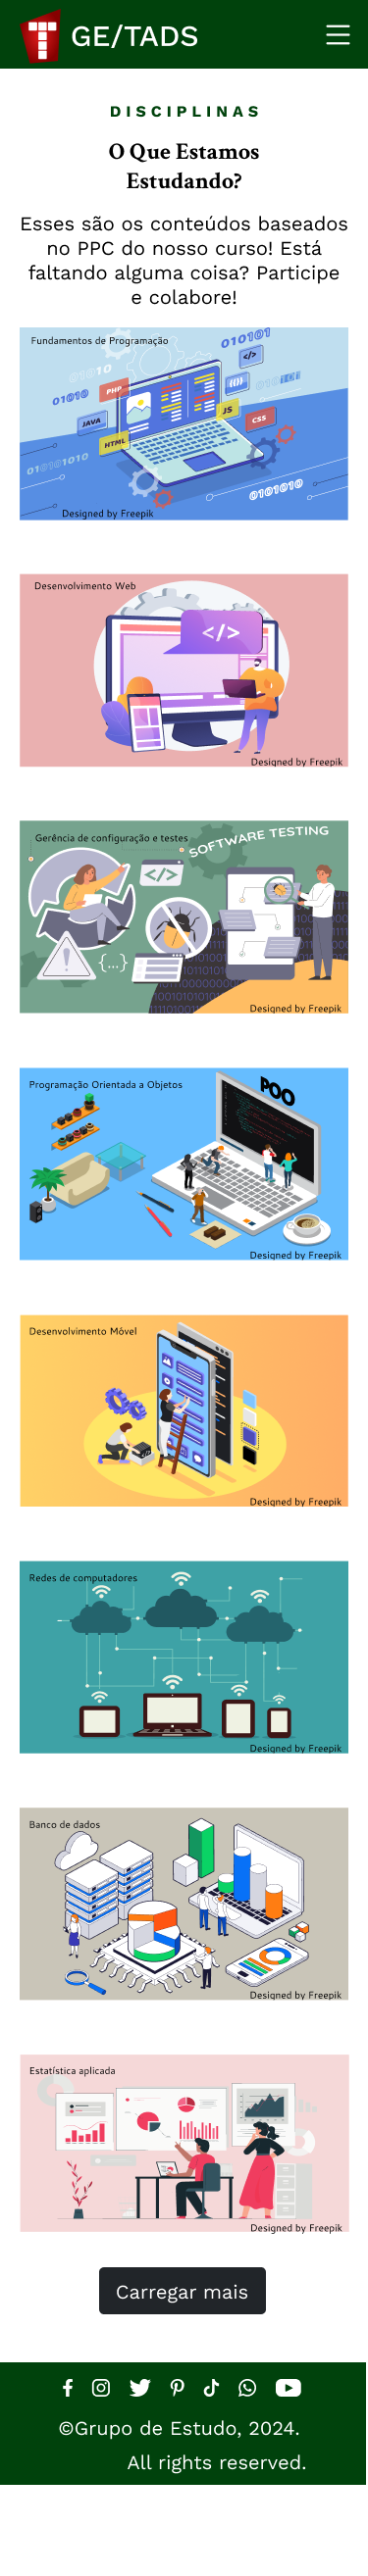 GE/TADS
DISCIPLINAS
O Que Estamos
Estudando?
Esses são os conteúdos baseados
no PPC do nosso curso! Está
faltando alguma coisa? Participe
e colabore!
Fundamentos de Programação
010101
</>
01010
PHP
{()}
01010
01010
JAVA
JS
CSS
HTML
01010101010
0101010
Designed by Freepik
Desenvolvimento Web
</>
Designed by Freepik
Gerência de configuração e testes
SOFTWARE TESTING
</>
{...}
Designed by Freepik
Programação Orientada a Objetos
POO
Designed by Freepik
Desenvolvimento Móvel
Designed by Freepik
Redes de computadores
Designed by Freepik
Banco de dados
Designed by Freepik
Estatística aplicada
Designed by Freepik
Carregar mais
©Grupo de Estudo, 2024.
All rights reserved.